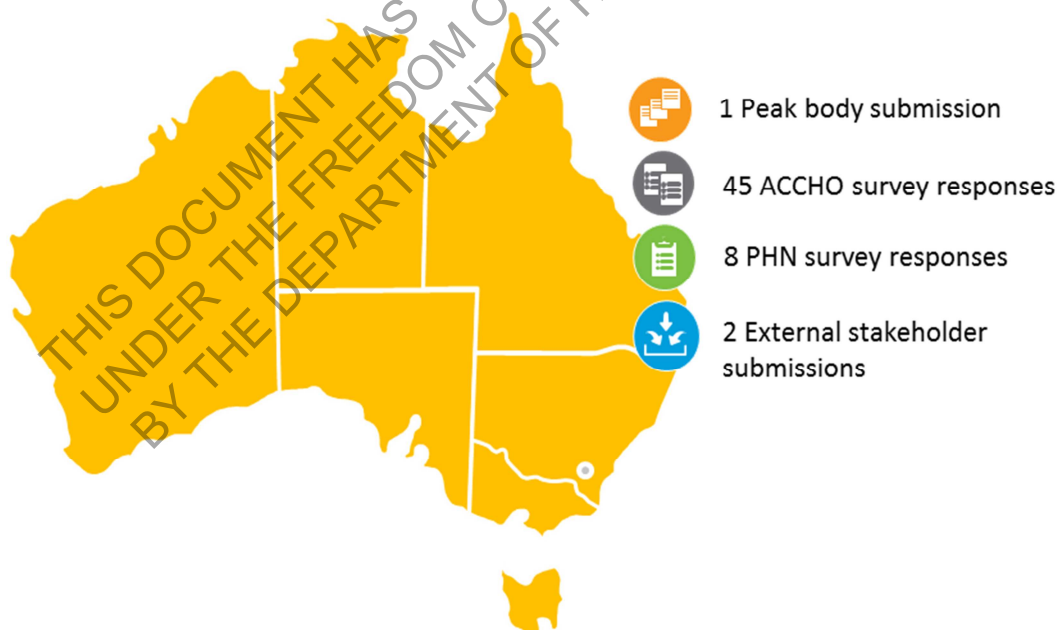 1 Peak body submission
45 ACCHO survey responses
8 PHN survey responses
2 External stakeholder
submissions
THIS DOCUMENT HAS
UNDER THE FREEDOM O
BY THE DEPARTMENT OF H